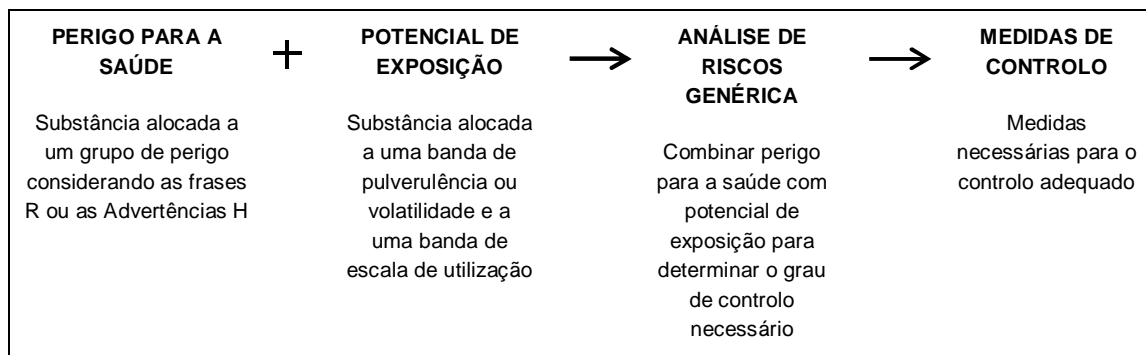 PERIGO PARA A
SAÚDE
Substância alocada a
um grupo de perigo
considerando as frases
R ou as Advertências H
+
POTENCIAL DE
EXPOSIÇÃO
Substância alocada
a uma banda de
pulverulência ou
volatilidade e a
uma banda de
escala de utilização
ANÁLISE DE
RISCOS
GENÉRICA
Combinar perigo
para a saúde com
potencial de
exposição para
determinar o grau
de controlo
necessário
MEDIDAS DE
CONTROLO
Medidas
necessárias para o
controlo adequado